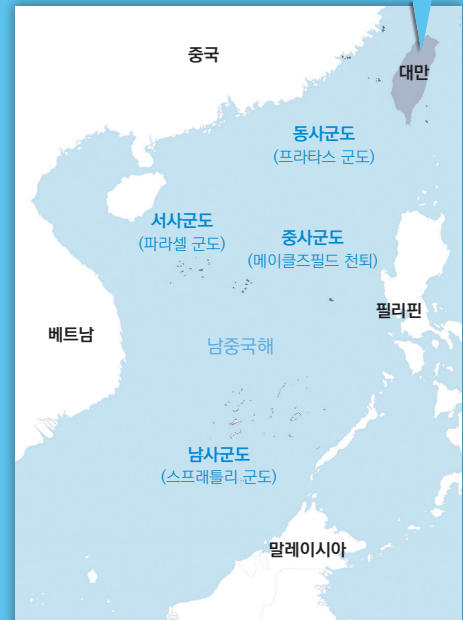 중국
대만
동사군도
(프라타스 군도)
서사군도
(파라셀 군도)
중사군도
(메이클즈필드 천퇴)
필리핀
베트남
남중국해
남사군도
(스프래틀리 군도)
말레이시아